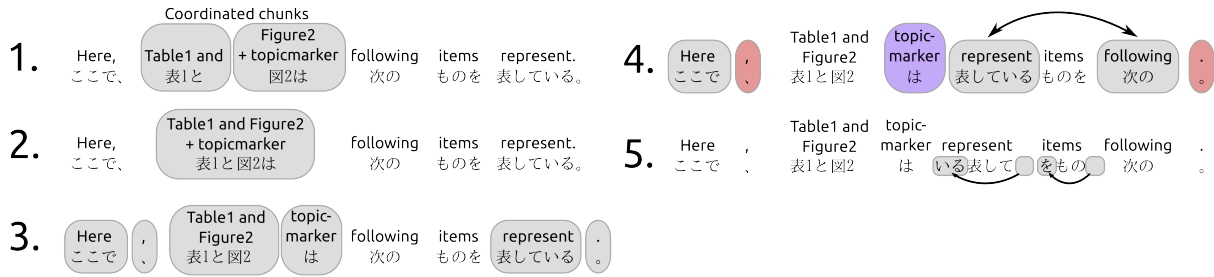 Coordinated chunks
1. Here, Table1 and Figure2 + topicmarker following items represent.
ここで、 表1と 図2は 次の ものを 表している。
2. Here, Table1 and Figure2 + topicmarker following items represent.
ここで、 表1と図2は 次の ものを 表している。
3. Here , Table1 and Figure2 topic-marker following items represent .
ここで 、 表1と図2 は 次の ものを 表している 。
4. Here , Table1 and Figure2 topic-marker represent items following .
ここで 、 表1と図2 は 表している ものを 次の 。
5. Here , Table1 and Figure2 topic-marker represent items following .
ここで 、 表1と図2 は いる表して をもの 次の 。